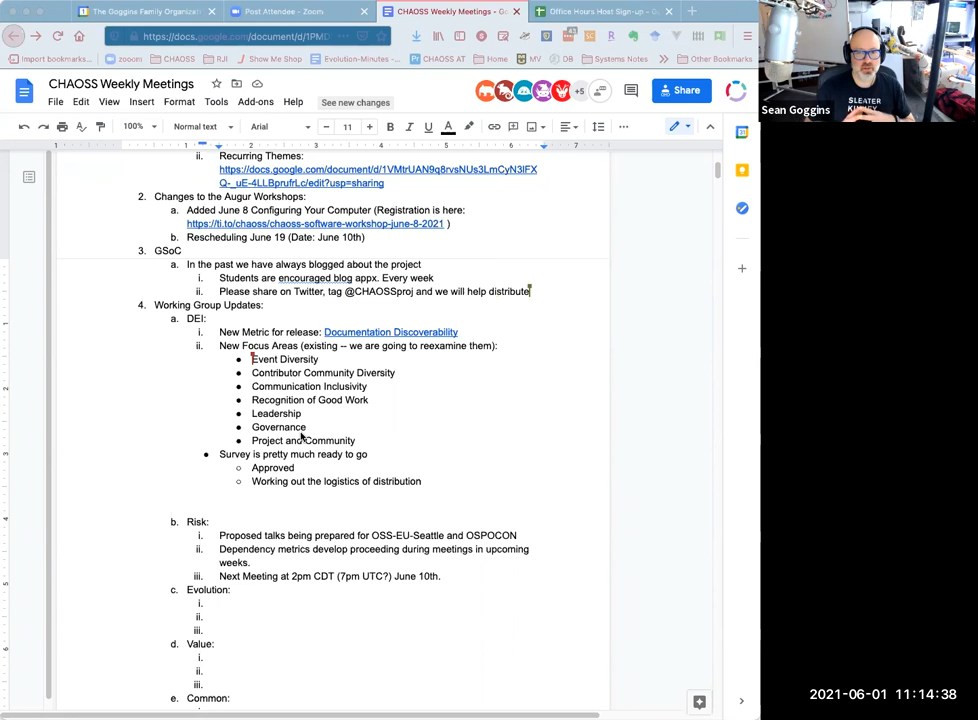 The Goggins Family Organizat
Post Attendee - Zoom
CHAOSS Weekly Meetings - Go
Office Hours Host Sign-up - Goo
https://docs.google.com/document/d/1PMD
Import bookmarks...
zooom
CHAOSS
RJI
Show Me Shop
Evolution-Minutes -...
CHAOSS AT
Home
MV
DB
Systems Notes
Other Bookmarks
CHAOSS Weekly Meetings
File Edit View Insert Format Tools Add-ons Help See new changes
+5
Share
100% Normal text Arial 11
ii. Recurring Themes:
https://docs.google.com/document/d/1VMtrUAN9q8rvsNUs3LmCyN3lFX
Q-_uE-4LLBprufrLc/edit?usp=sharing
2. Changes to the Augur Workshops:
a. Added June 8 Configuring Your Computer (Registration is here:
https://ti.to/chaoss/chaoss-software-workshop-june-8-2021 )
b. Rescheduling June 19 (Date: June 10th)
3. GSoC
a. In the past we have always blogged about the project
i. Students are encouraged blog appx. Every week
ii. Please share on Twitter, tag @CHAOSSproj and we will help distribute
4. Working Group Updates:
a. DEI:
i. New Metric for release: Documentation Discoverability
ii. New Focus Areas (existing -- we are going to reexamine them):
● Event Diversity
● Contributor Community Diversity
● Communication Inclusivity
● Recognition of Good Work
● Leadership
● Governance
● Project and Community
● Survey is pretty much ready to go
○ Approved
○ Working out the logistics of distribution
b. Risk:
i. Proposed talks being prepared for OSS-EU-Seattle and OSPOCON
ii. Dependency metrics develop proceeding during meetings in upcoming
weeks.
iii. Next Meeting at 2pm CDT (7pm UTC?) June 10th.
c. Evolution:
i.
ii.
iii.
d. Value:
i.
ii.
iii.
e. Common:
SLEATER
Sean Goggins
2021-06-01 11:14:38